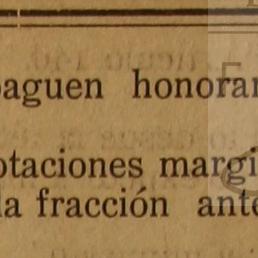 paguen honorar
otaciones margi
la fracción ante